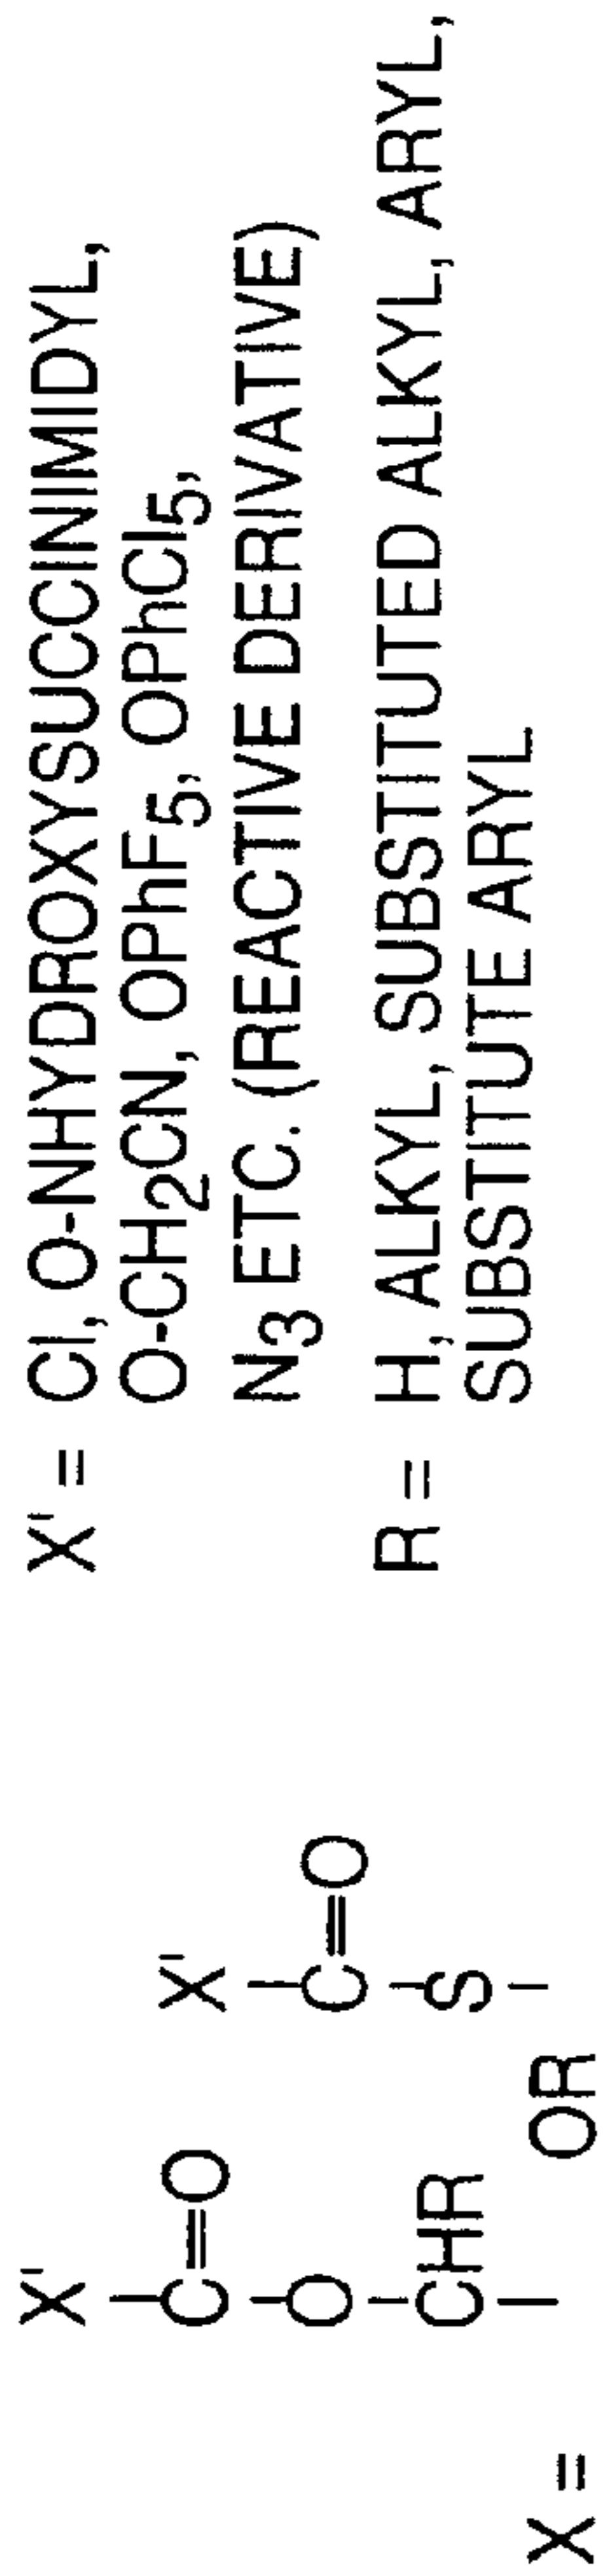 X' = Cl, O-NHYDROXYSUCCINIMIDYL,
O-CH2CN, OPhF5, OPhCl5,
N3 ETC. (REACTIVE DERIVATIVE)
R = H, ALKYL, SUBSTITUTED ALKYL, ARYL,
SUBSTITUTE ARYL
X'
C=O
O
CHR
X'
C=O
S
X =
OR